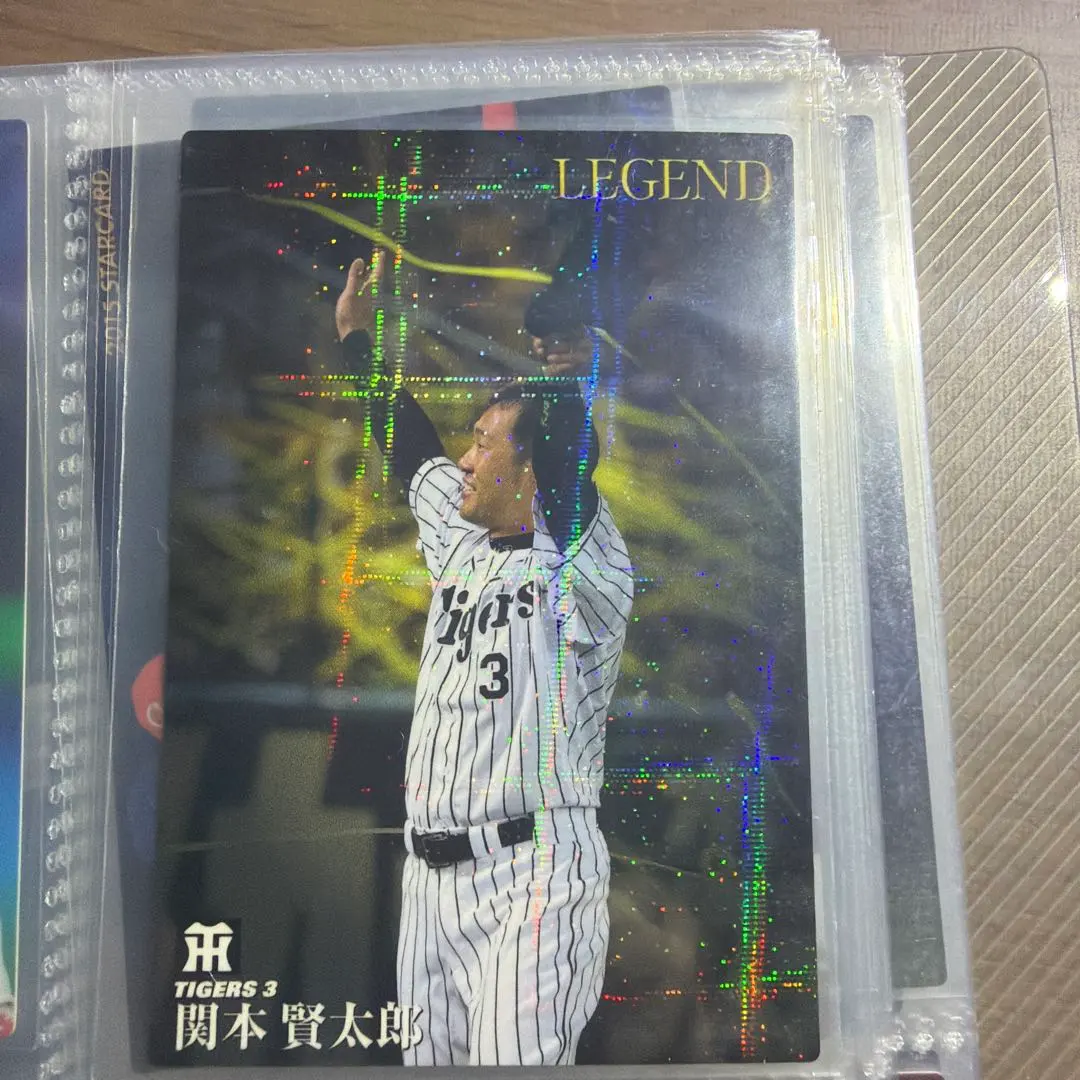 LEGEND
2015 STARCARD
Tigers
3
TIGERS 3
関本 賢太郎